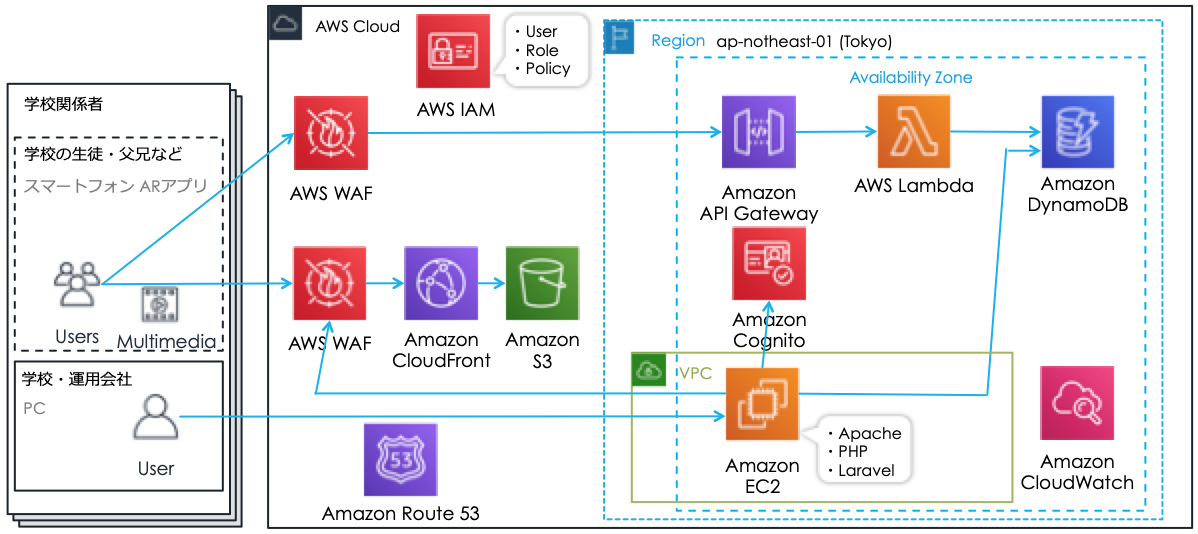 学校関係者
学校の生徒・父兄など
スマートフォン ARアプリ
Users
Multimedia
学校・運用会社
PC
User
AWS Cloud
AWS IAM
・User
・Role
・Policy
AWS WAF
AWS WAF
Amazon
CloudFront
Amazon
S3
53
Amazon Route 53
Region ap-notheast-01 (Tokyo)
Availability Zone
Amazon
API Gateway
AWS Lambda
Amazon
DynamoDB
Amazon
Cognito
VPC
Amazon
EC2
・Apache
・PHP
・Laravel
Amazon
CloudWatch